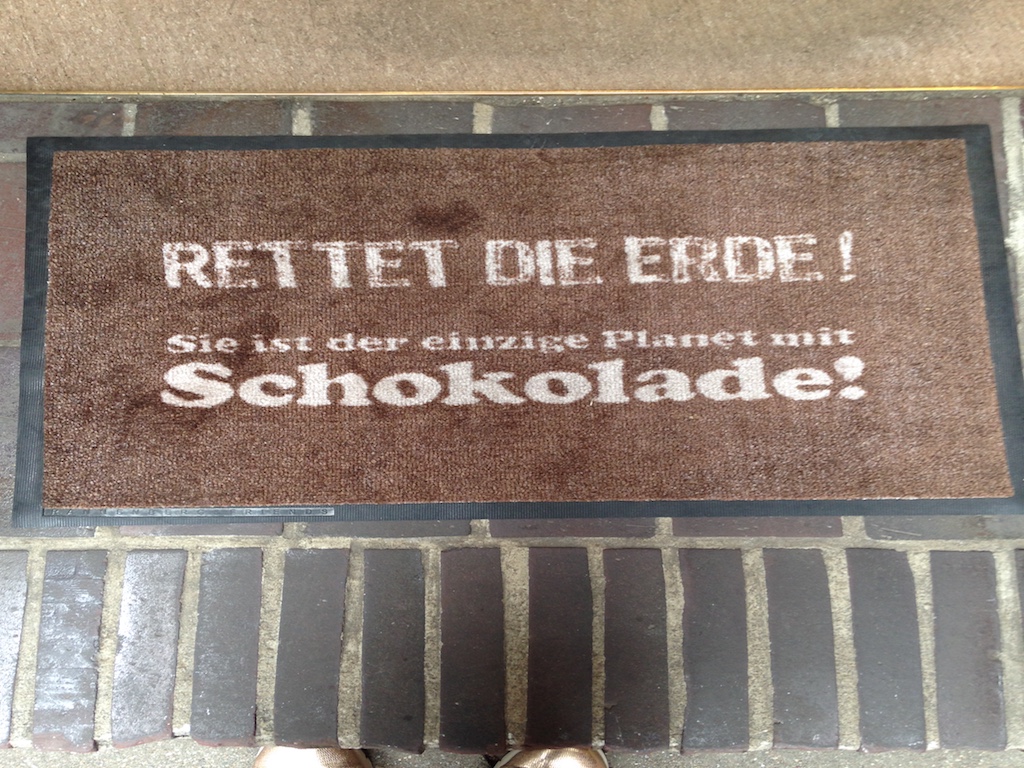 RETTET DIE ERDE!
Sie ist der einzige Planet mit
Schokolade!